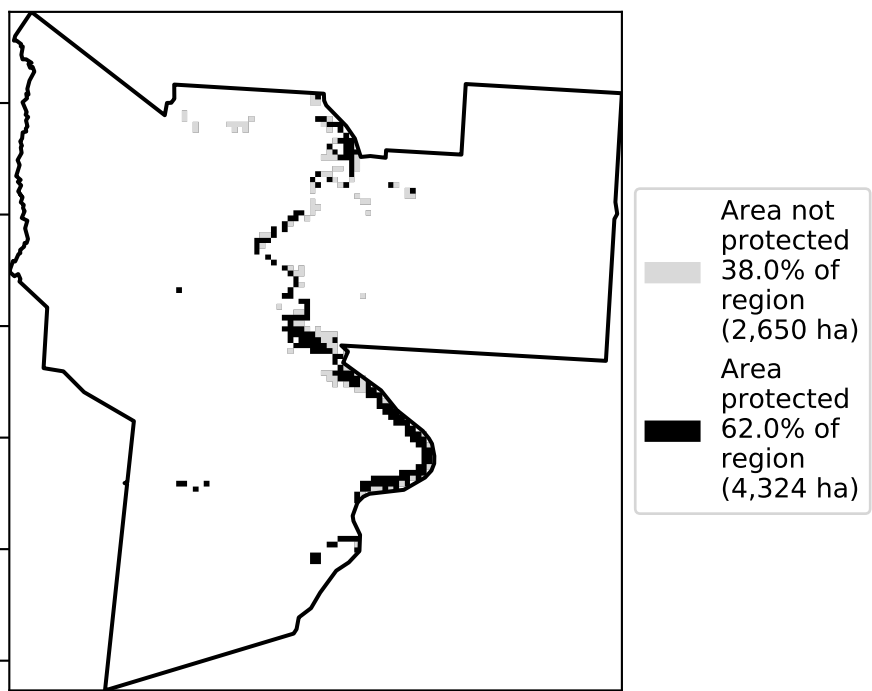 Area not
protected
38.0% of
region
(2,650 ha)
Area
protected
62.0% of
region
(4,324 ha)